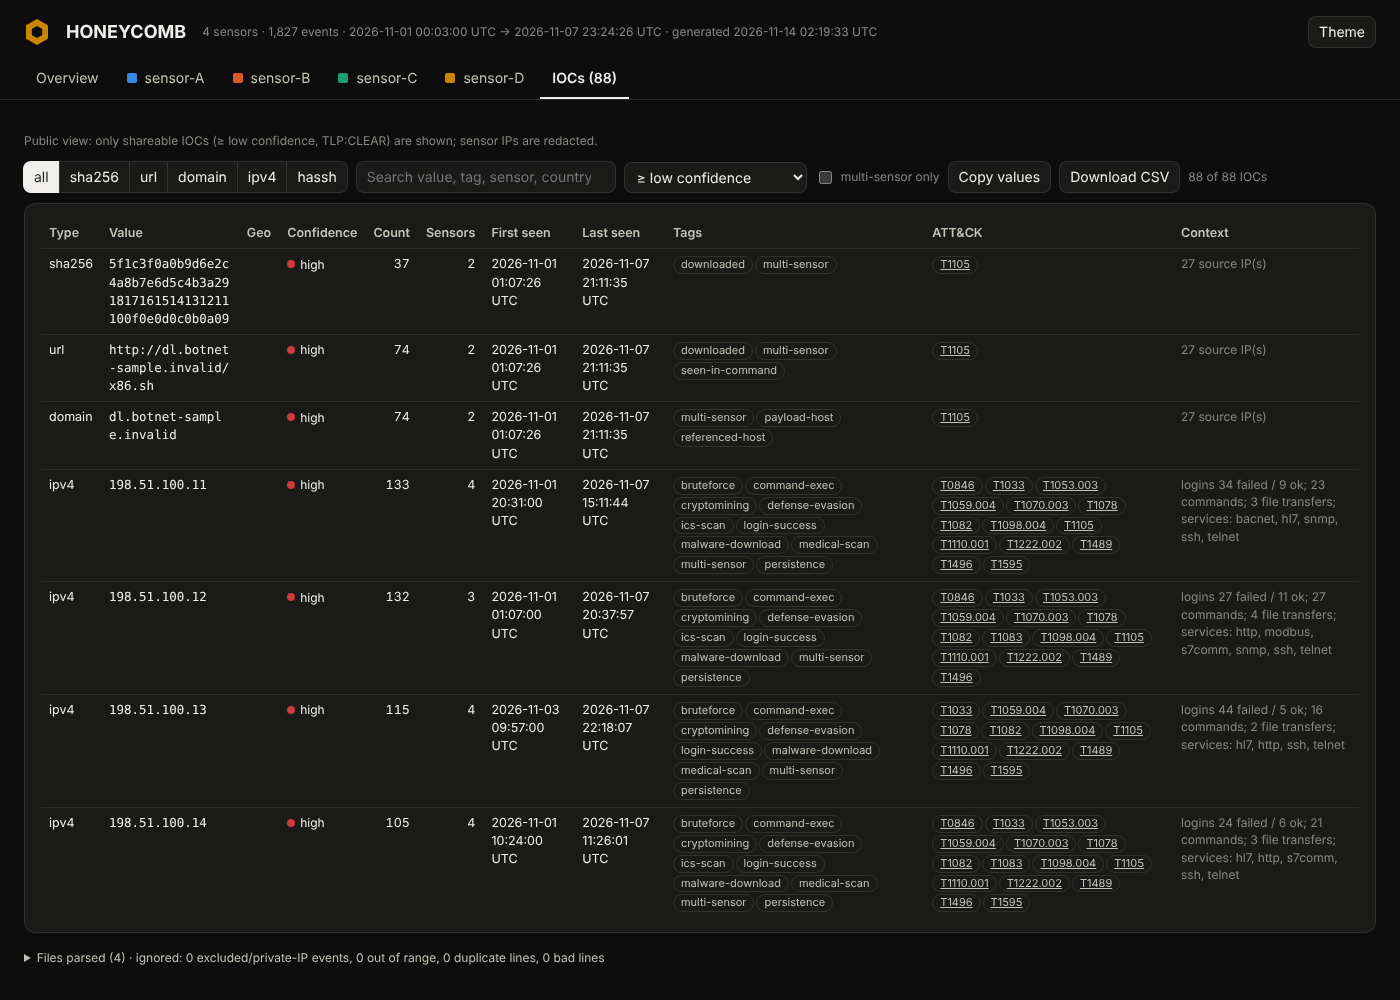 HONEYCOMB 4 sensors · 1,827 events · 2026-11-01 00:03:00 UTC → 2026-11-07 23:24:26 UTC · generated 2026-11-14 02:19:33 UTC Theme
Overview sensor-A sensor-B sensor-C sensor-D IOCs (88)
Public view: only shareable IOCs (≥ low confidence, TLP:CLEAR) are shown; sensor IPs are redacted.
all sha256 url domain ipv4 hassh Search value, tag, sensor, country ≥ low confidence multi-sensor only Copy values Download CSV 88 of 88 IOCs
Type Value Geo Confidence Count Sensors First seen Last seen Tags ATT&CK Context
sha256 5f1c3f0a0b9d6e2c high 37 2 2026-11-01 2026-11-07 downloaded multi-sensor T1105 27 source IP(s)
4a8b7e6d5c4b3a29 01:07:26 21:11:35
1817161514131211 UTC UTC
100f0e0d0c0b0a09
url http://dl.botnet high 74 2 2026-11-01 2026-11-07 downloaded multi-sensor T1105 27 source IP(s)
-sample.invalid/ 01:07:26 21:11:35 seen-in-command
x86.sh UTC UTC
domain dl.botnet-sampl high 74 2 2026-11-01 2026-11-07 multi-sensor payload-host T1105 27 source IP(s)
e.invalid 01:07:26 21:11:35 referenced-host
UTC UTC
ipv4 198.51.100.11 high 133 4 2026-11-01 2026-11-07 bruteforce command-exec T0846 T1033 T1053.003 logins 34 failed / 9 ok; 23
20:31:00 15:11:44 cryptomining defense-evasion T1059.004 T1070.003 T1078 commands; 3 file transfers;
UTC UTC ics-scan login-success T1082 T1098.004 T1105 services: bacnet, hl7, snmp,
malware-download medical-scan T1110.001 T1222.002 T1489 ssh, telnet
multi-sensor persistence T1496 T1595
ipv4 198.51.100.12 high 132 3 2026-11-01 2026-11-07 bruteforce command-exec T0846 T1033 T1053.003 logins 27 failed / 11 ok; 27
01:07:00 20:37:57 cryptomining defense-evasion T1059.004 T1070.003 T1078 commands; 4 file transfers;
UTC UTC ics-scan login-success T1082 T1083 T1098.004 T1105 services: http, modbus,
malware-download multi-sensor T1110.001 T1222.002 T1489 s7comm, snmp, ssh, telnet
persistence T1496
ipv4 198.51.100.13 high 115 4 2026-11-03 2026-11-07 bruteforce command-exec T1033 T1059.004 T1070.003 logins 44 failed / 5 ok; 16
09:57:00 22:18:07 cryptomining defense-evasion T1078 T1082 T1098.004 T1105 commands; 2 file transfers;
UTC UTC login-success malware-download T1110.001 T1222.002 T1489 services: hl7, http, ssh, telnet
medical-scan multi-sensor T1496 T1595
persistence
ipv4 198.51.100.14 high 105 4 2026-11-01 2026-11-07 bruteforce command-exec T0846 T1033 T1053.003 logins 24 failed / 6 ok; 21
10:24:00 11:26:01 cryptomining defense-evasion T1059.004 T1070.003 T1078 commands; 3 file transfers;
UTC UTC ics-scan login-success T1082 T1083 T1098.004 T1105 services: hl7, http, s7comm,
malware-download medical-scan T1110.001 T1222.002 T1489 ssh, telnet
multi-sensor persistence T1496 T1595
Files parsed (4) · ignored: 0 excluded/private-IP events, 0 out of range, 0 duplicate lines, 0 bad lines